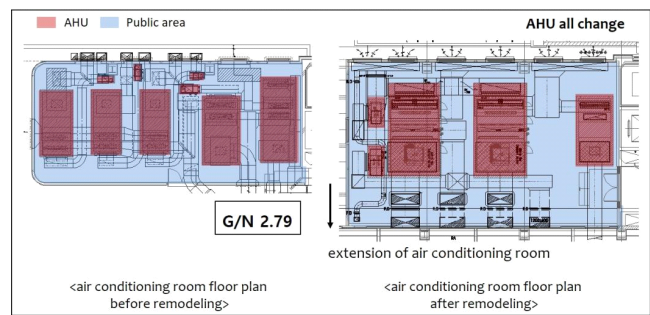 AHU
Public area
AHU all change
G/N 2.79
extension of air conditioning room
<air conditioning room floor plan
before remodeling>
<air conditioning room floor plan
after remodeling>